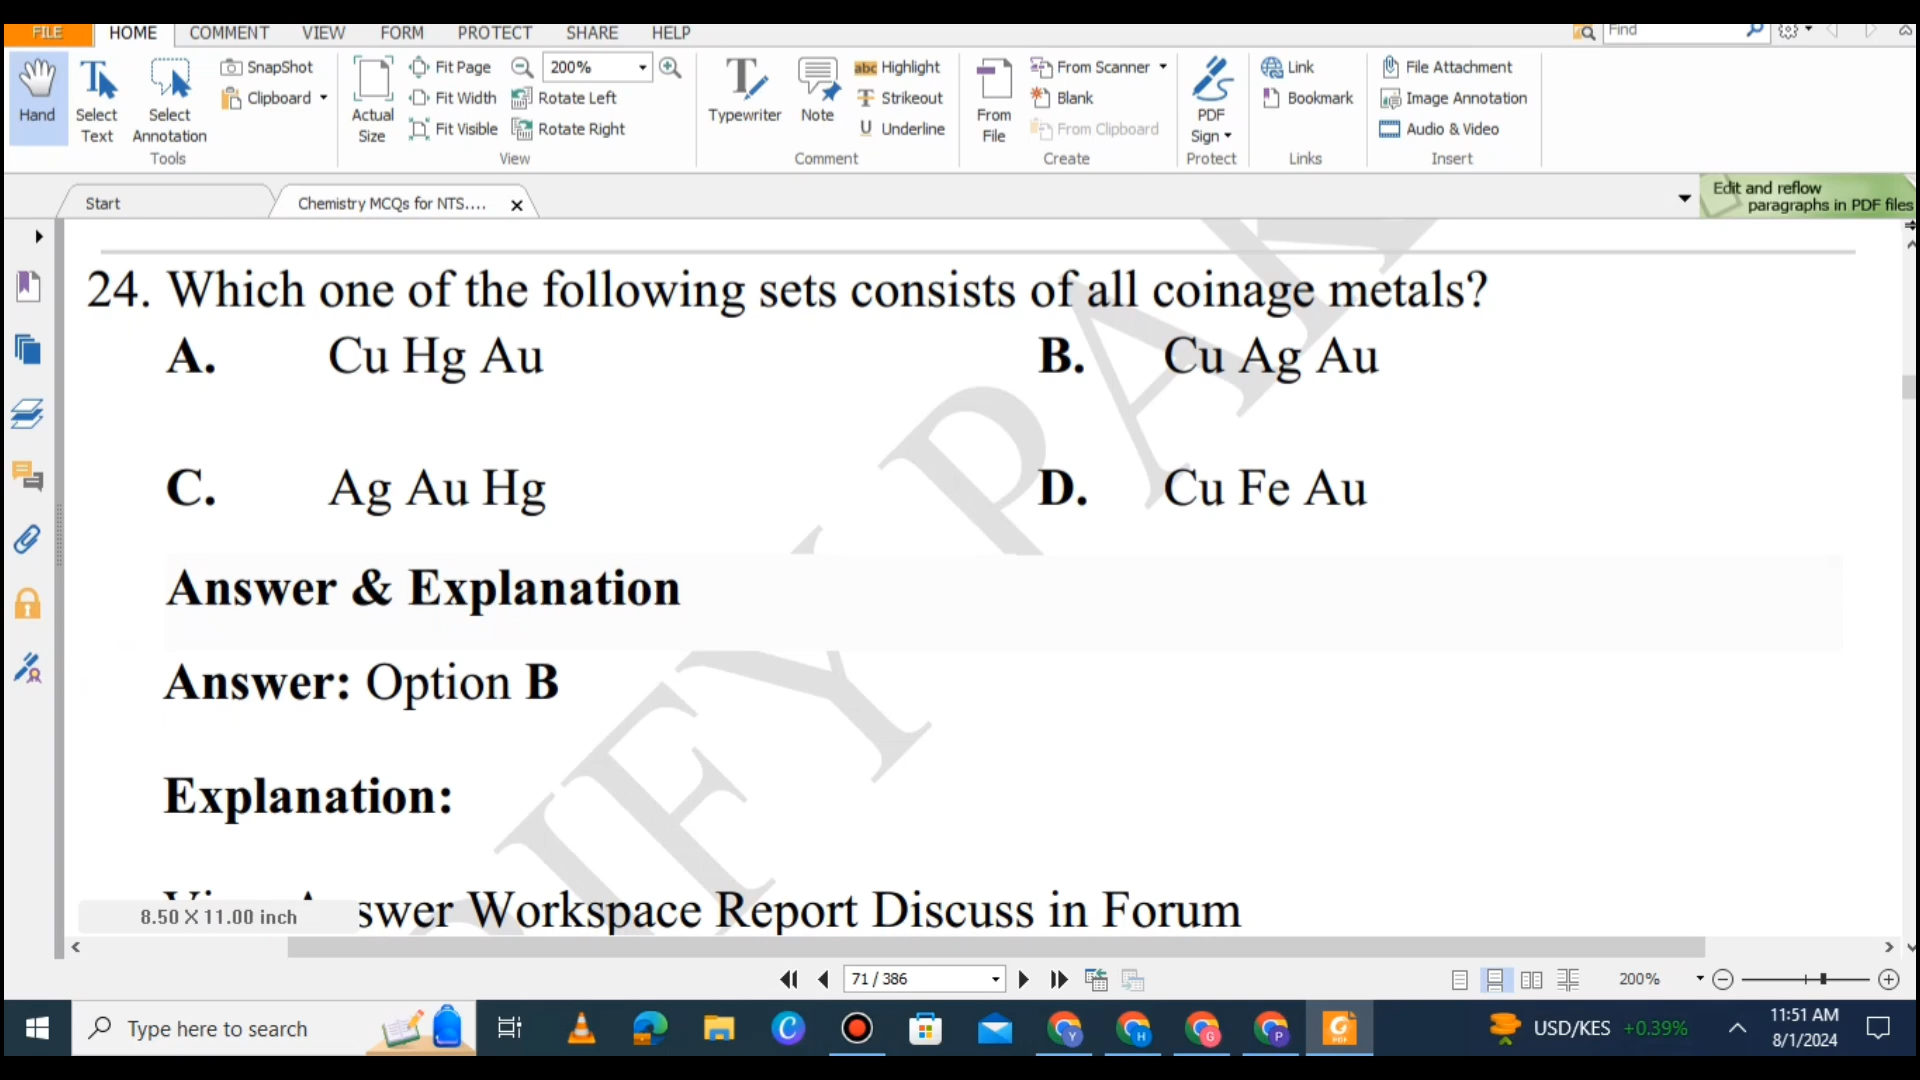 FILE HOME COMMENT VIEW FORM PROTECT SHARE HELP Find
Hand
Select Text
Select Annotation
SnapShot
Clipboard
Tools
Actual Size
Fit Page
Fit Width
Fit Visible
200%
Rotate Left
Rotate Right
View
Typewriter
Note
abc Highlight
T Strikeout
U Underline
Comment
From File
From Scanner
Blank
From Clipboard
Create
PDF Sign
Protect
Link
Bookmark
Links
File Attachment
Image Annotation
Audio & Video
Insert
Start
Chemistry MCQs for NTS....
Edit and reflow
paragraphs in PDF files
24. Which one of the following sets consists of all coinage metals?
A. Cu Hg Au B. Cu Ag Au
C. Ag Au Hg D. Cu Fe Au
Answer & Explanation
Answer: Option B
Explanation:
swer Workspace Report Discuss in Forum
8.50 X 11.00 inch
71 / 386
200%
Type here to search
USD/KES +0.39%
11:51 AM
8/1/2024